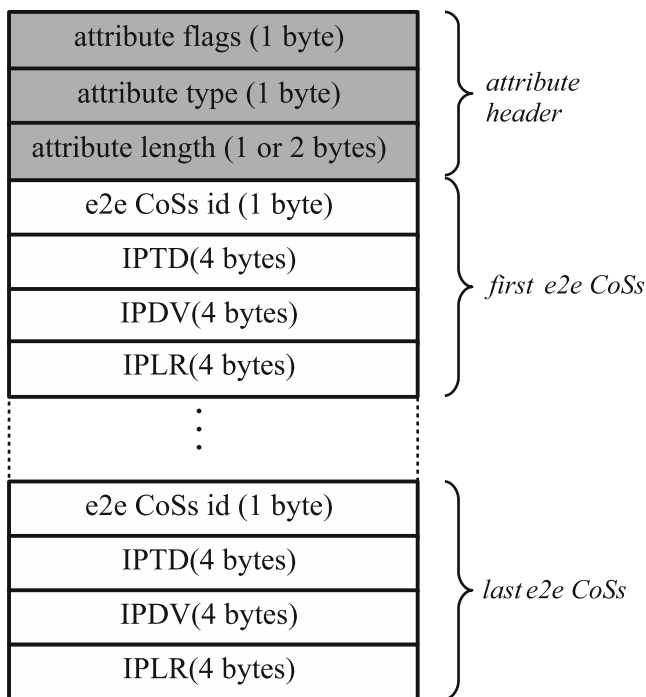 attribute flags (1 byte)
attribute type (1 byte)
attribute length (1 or 2 bytes)
attribute
header
e2e CoSs id (1 byte)
IPTD(4 bytes)
IPDV(4 bytes)
IPLR(4 bytes)
first e2e CoSs
e2e CoSs id (1 byte)
IPTD(4 bytes)
IPDV(4 bytes)
IPLR(4 bytes)
last e2e CoSs